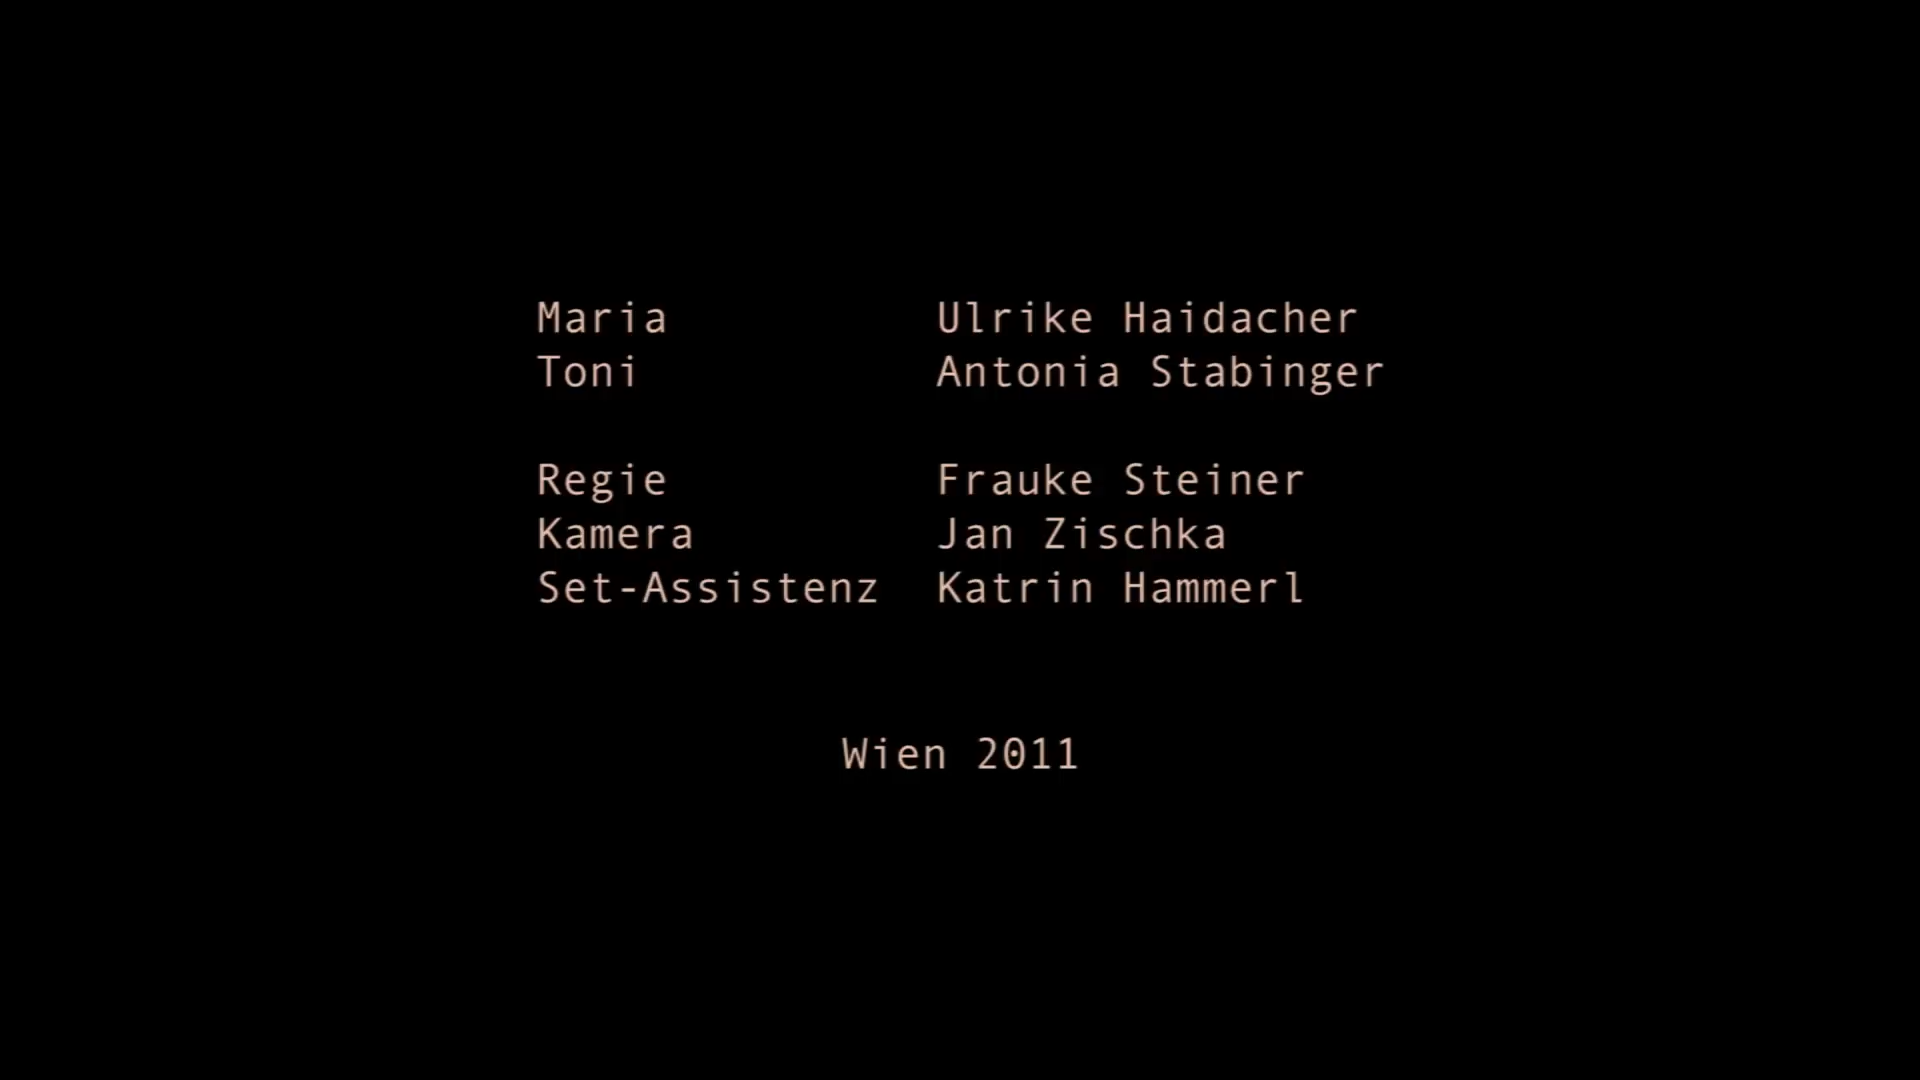 Maria Ulrike Haidacher
Toni Antonia Stabinger
Regie Frauke Steiner
Kamera Jan Zischka
Set-Assistenz Katrin Hammerl
Wien 2011